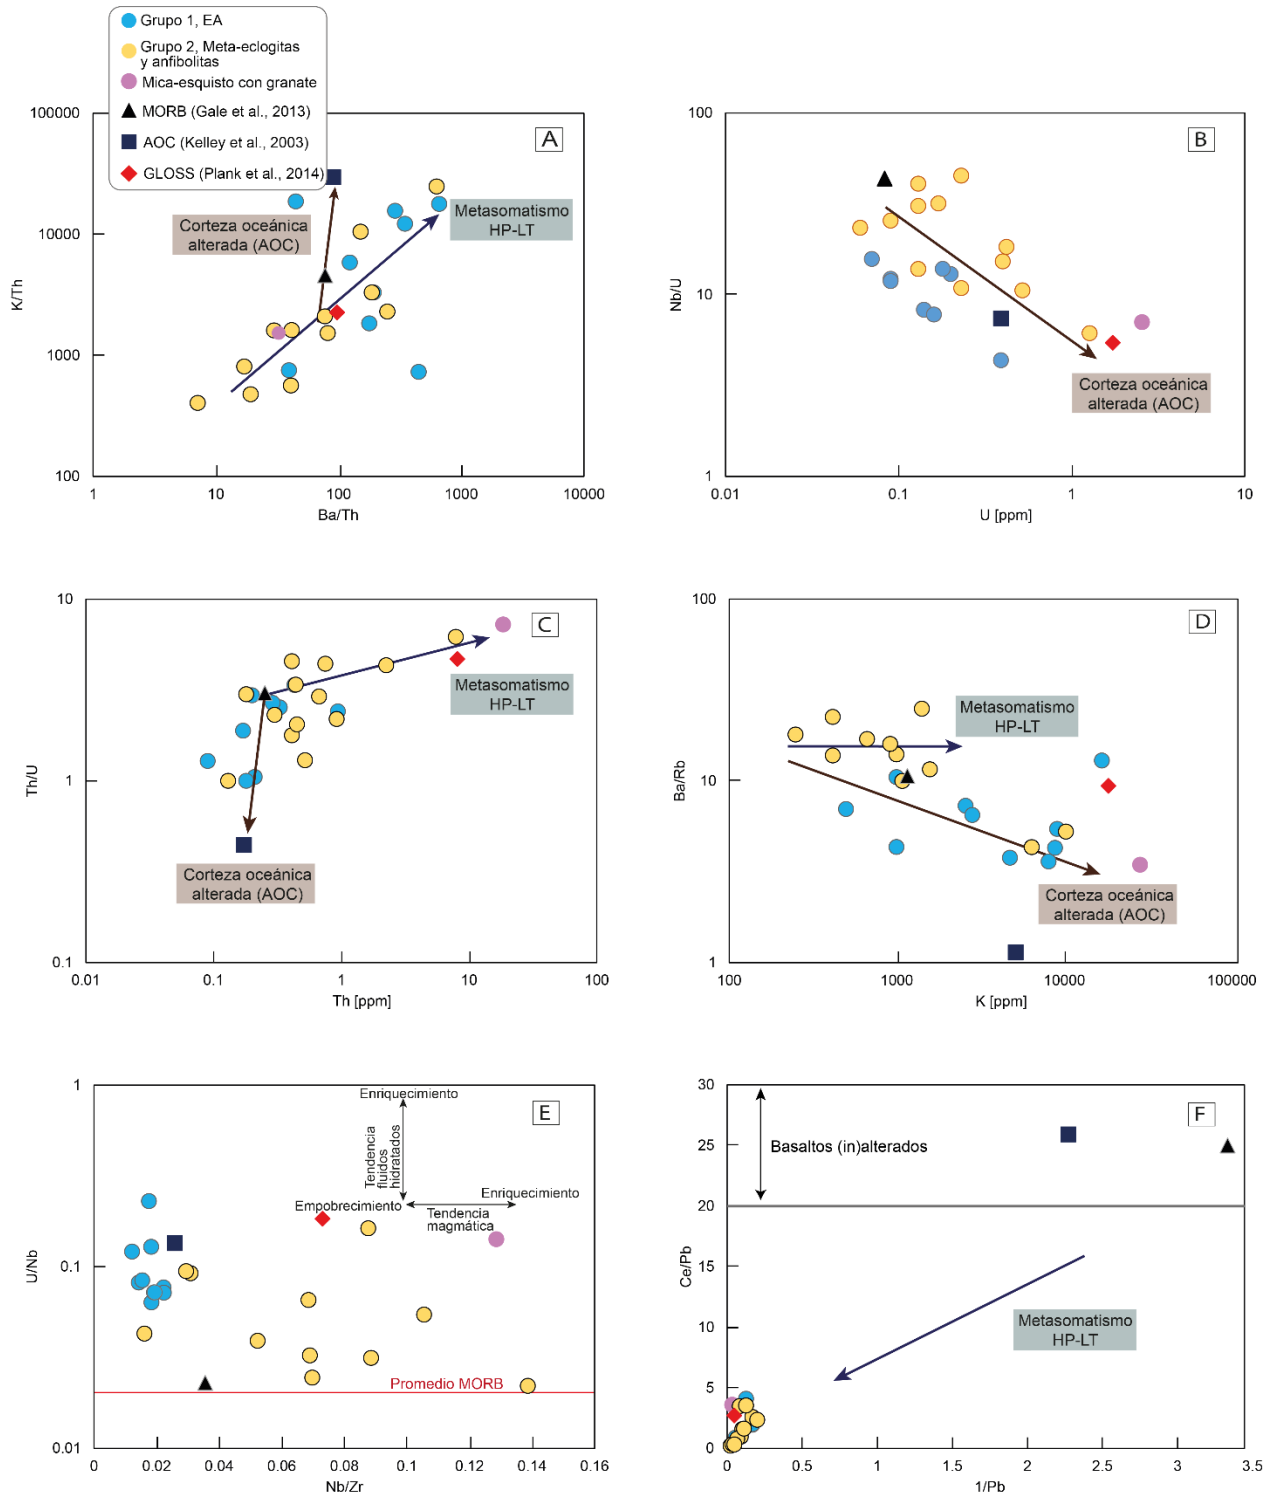 Grupo 1, EA
Grupo 2, Meta-eclogitas
y anfibolitas
Mica-esquisto con granate
MORB (Gale et al., 2013)
AOC (Kelley et al., 2003)
GLOSS (Plank et al., 2014)
A
100000
10000
1000
100
K/Th
1
10
100
1000
10000
Ba/Th
Corteza oceánica
alterada (AOC)
Metasomatismo
HP-LT
B
100
10
1
Nb/U
0.01
0.1
1
10
U [ppm]
Corteza oceánica
alterada (AOC)
C
10
1
0.1
Th/U
0.01
0.1
1
10
100
Th [ppm]
Metasomatismo
HP-LT
Corteza oceánica
alterada (AOC)
D
100
10
1
Ba/Rb
100
1000
10000
100000
K [ppm]
Metasomatismo
HP-LT
Corteza oceánica
alterada (AOC)
E
1
0.1
0.01
U/Nb
0
0.02
0.04
0.06
0.08
0.1
0.12
0.14
0.16
Nb/Zr
Enriquecimiento
Tendencia
fluidos
hidratados
Empobrecimiento
Enriquecimiento
Tendencia
magmática
Promedio MORB
F
30
25
20
15
10
5
0
Ce/Pb
0
0.5
1
1.5
2
2.5
3
3.5
1/Pb
Basaltos (in)alterados
Metasomatismo
HP-LT